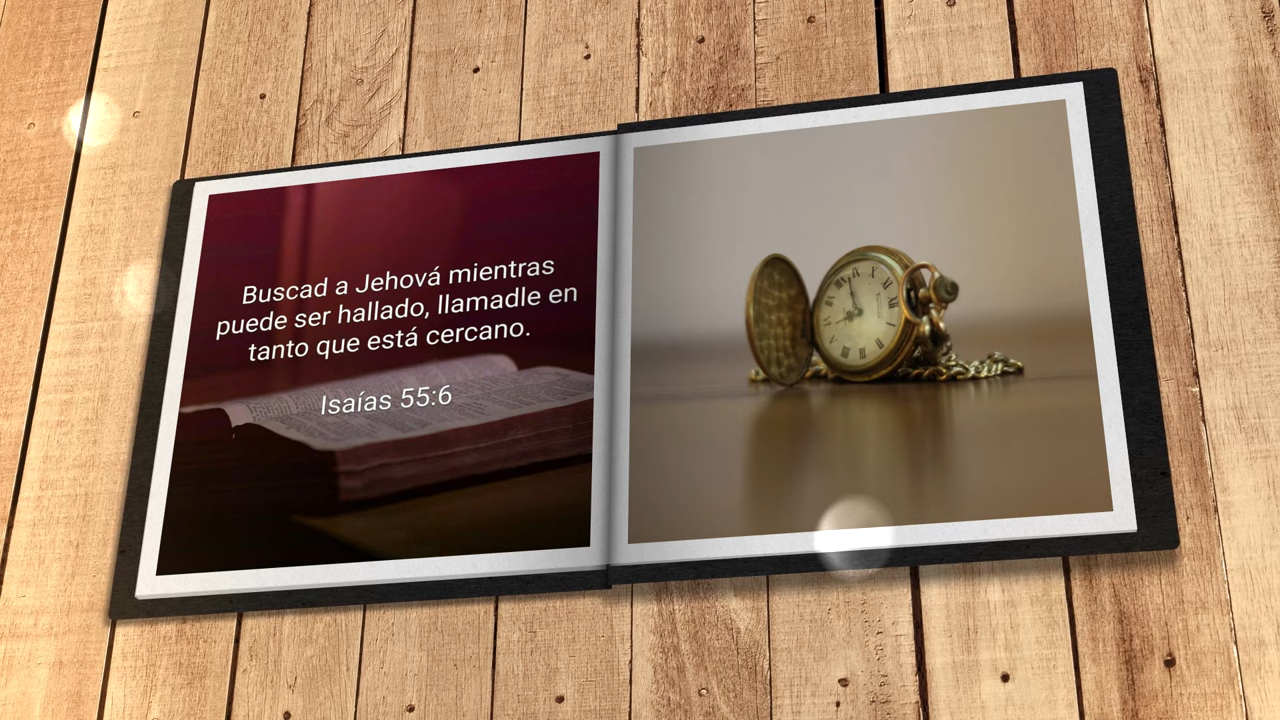 Buscad a Jehová mientras
puede ser hallado, llamadle en
tanto que está cercano.
Isaías 55:6